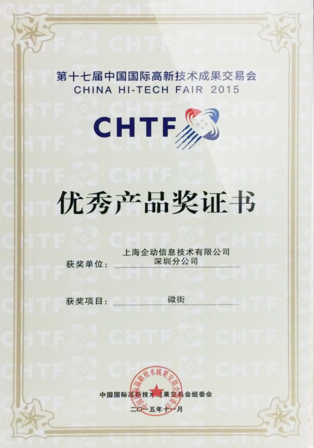 第十七届中国国际高新技术成果交易会
CHINA HI-TECH FAIR 2015
CHTF
优秀产品奖证书
上海企动信息技术有限公司
获奖单位：深圳分公司
获奖项目：微街
中国国际高新技术成果交易会组委会
二〇一五年十一月